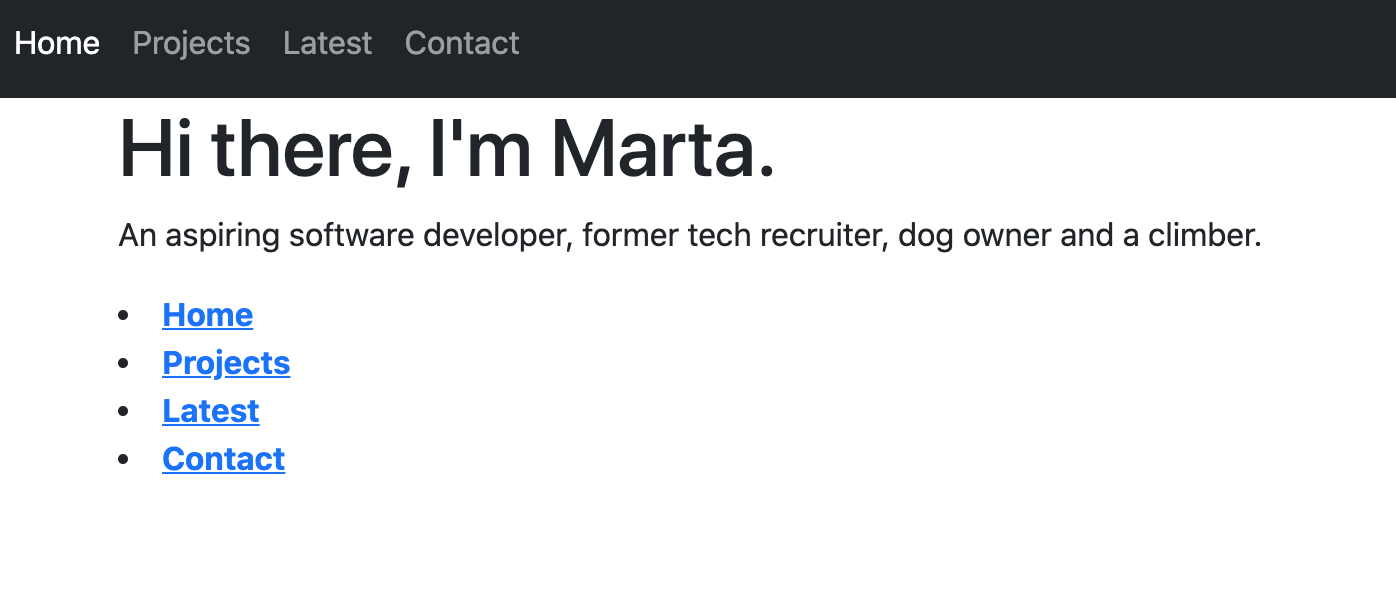 Home Projects Latest Contact
Hi there, I'm Marta.
An aspiring software developer, former tech recruiter, dog owner and a climber.
Home
Projects
Latest
Contact